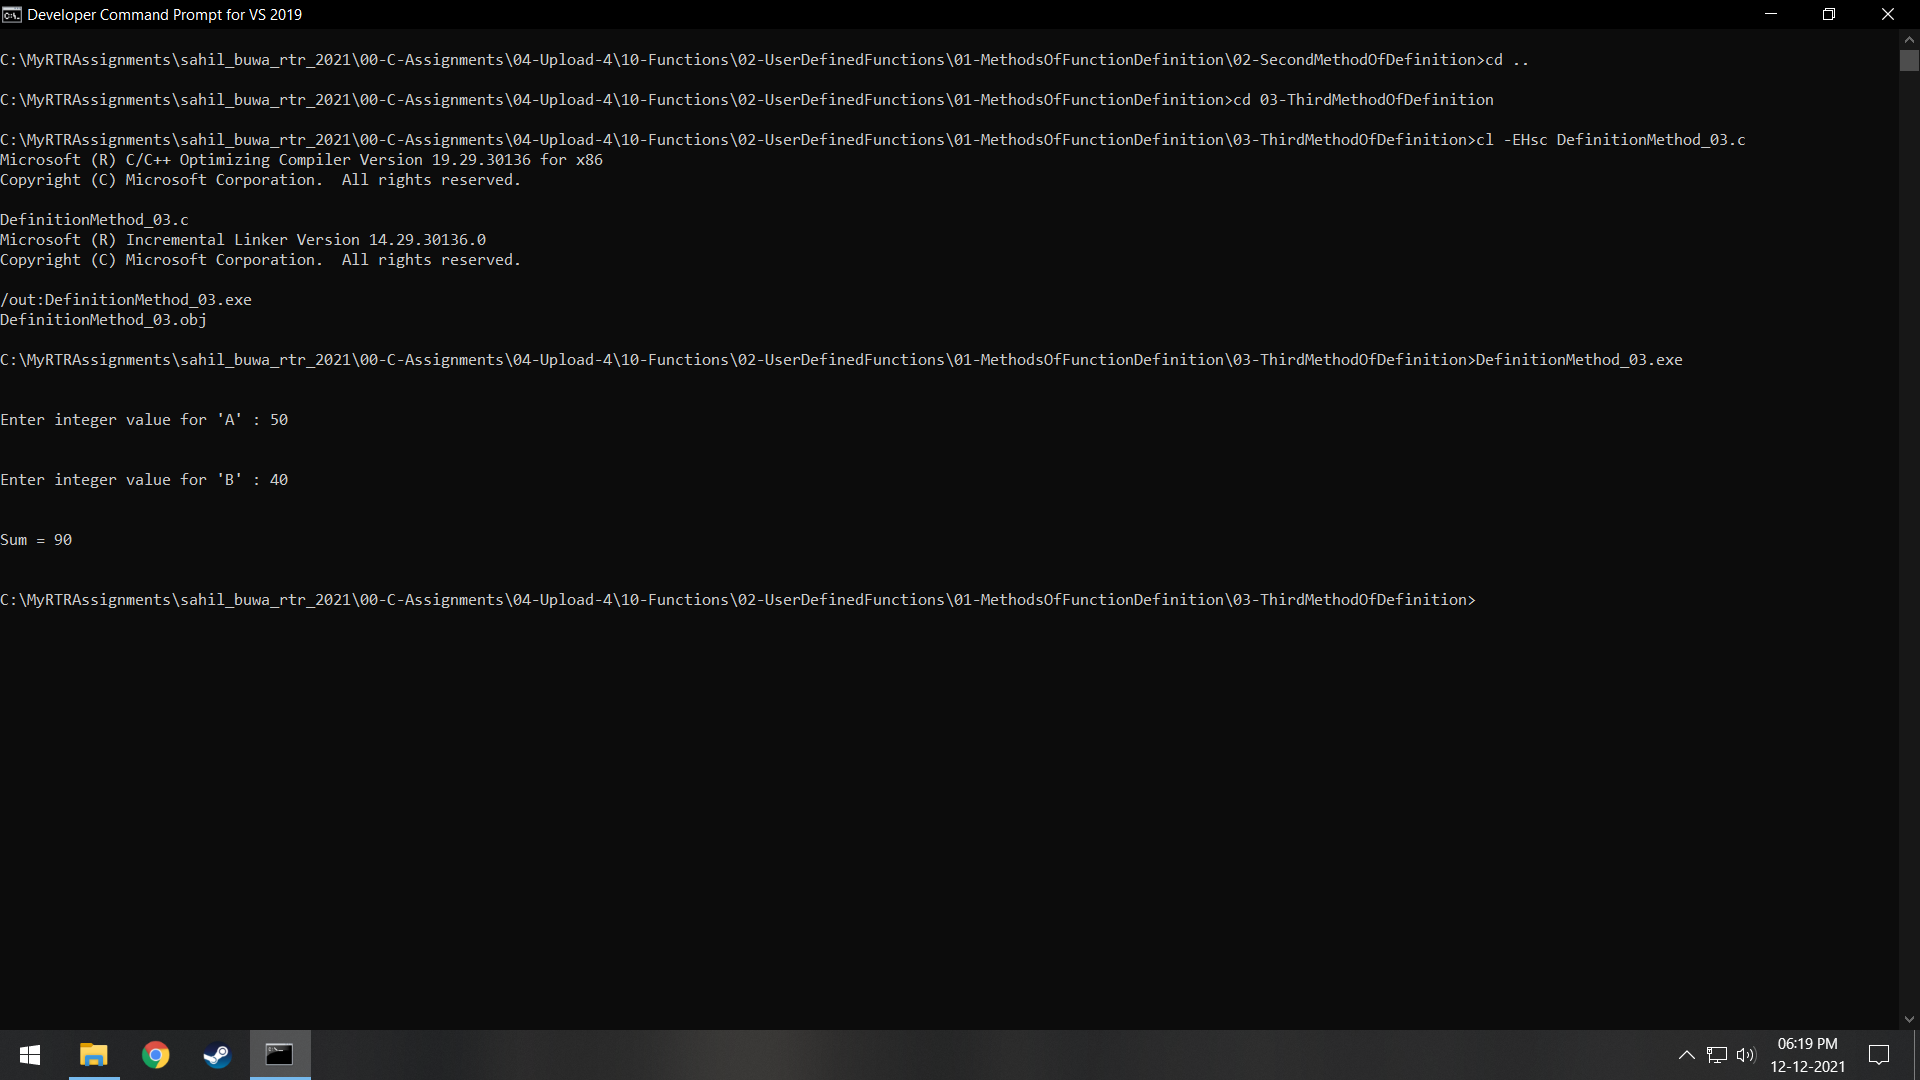 Developer Command Prompt for VS 2019
C:\MyRTRAssignments\sahil_buwa_rtr_2021\00-C-Assignments\04-Upload-4\10-Functions\02-UserDefinedFunctions\01-MethodsOfFunctionDefinition\02-SecondMethodOfDefinition>cd ..
C:\MyRTRAssignments\sahil_buwa_rtr_2021\00-C-Assignments\04-Upload-4\10-Functions\02-UserDefinedFunctions\01-MethodsOfFunctionDefinition>cd 03-ThirdMethodOfDefinition
C:\MyRTRAssignments\sahil_buwa_rtr_2021\00-C-Assignments\04-Upload-4\10-Functions\02-UserDefinedFunctions\01-MethodsOfFunctionDefinition\03-ThirdMethodOfDefinition>cl -EHsc DefinitionMethod_03.c
Microsoft (R) C/C++ Optimizing Compiler Version 19.29.30136 for x86
Copyright (C) Microsoft Corporation.  All rights reserved.
DefinitionMethod_03.c
Microsoft (R) Incremental Linker Version 14.29.30136.0
Copyright (C) Microsoft Corporation.  All rights reserved.
/out:DefinitionMethod_03.exe
DefinitionMethod_03.obj
C:\MyRTRAssignments\sahil_buwa_rtr_2021\00-C-Assignments\04-Upload-4\10-Functions\02-UserDefinedFunctions\01-MethodsOfFunctionDefinition\03-ThirdMethodOfDefinition>DefinitionMethod_03.exe
Enter integer value for 'A' : 50
Enter integer value for 'B' : 40
Sum = 90
C:\MyRTRAssignments\sahil_buwa_rtr_2021\00-C-Assignments\04-Upload-4\10-Functions\02-UserDefinedFunctions\01-MethodsOfFunctionDefinition\03-ThirdMethodOfDefinition>
06:19 PM
12-12-2021